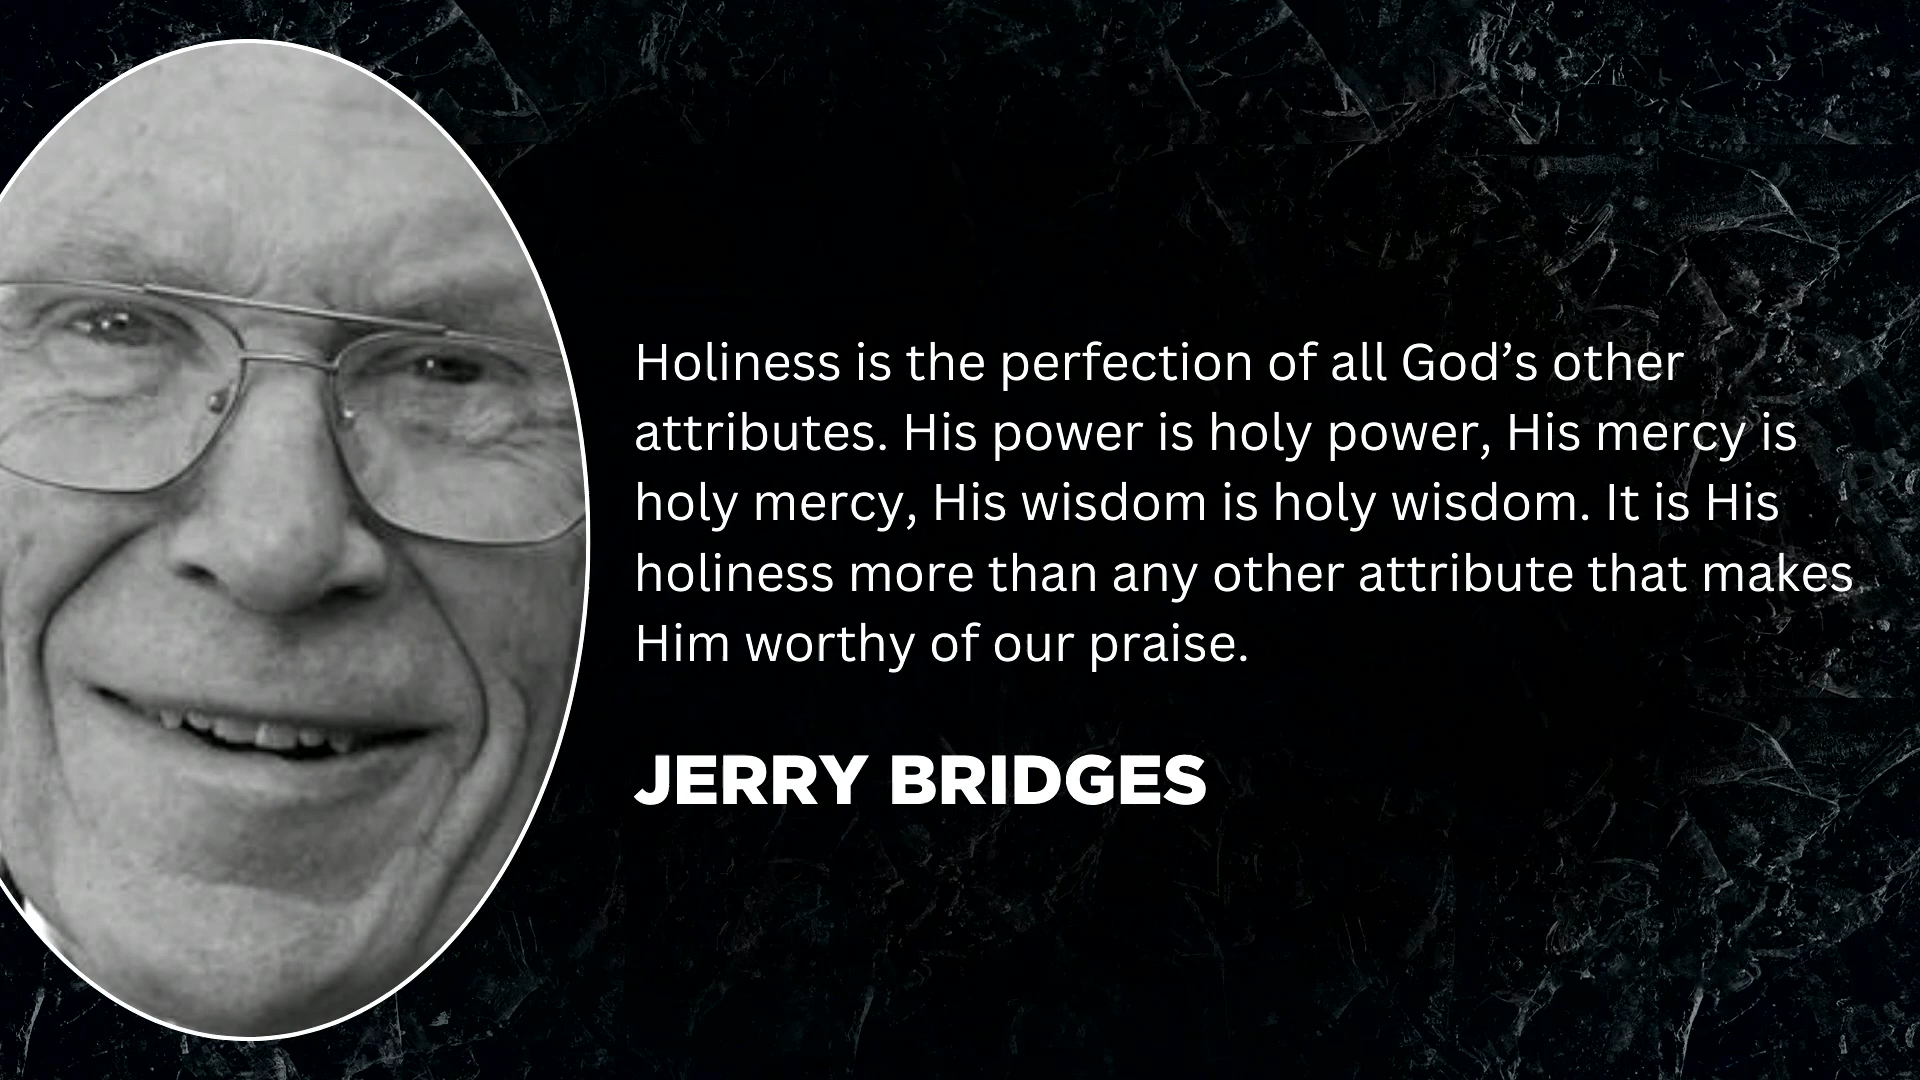 Holiness is the perfection of all God’s other
attributes. His power is holy power, His mercy is
holy mercy, His wisdom is holy wisdom. It is His
holiness more than any other attribute that makes
Him worthy of our praise.
JERRY BRIDGES